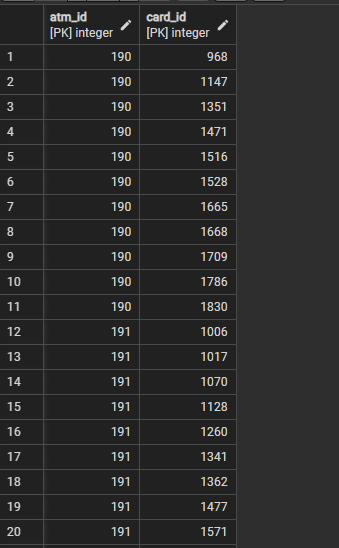 atm_id card_id
[PK] integer [PK] integer
1 190 968
2 190 1147
3 190 1351
4 190 1471
5 190 1516
6 190 1528
7 190 1665
8 190 1668
9 190 1709
10 190 1786
11 190 1830
12 191 1006
13 191 1017
14 191 1070
15 191 1128
16 191 1260
17 191 1341
18 191 1362
19 191 1477
20 191 1571